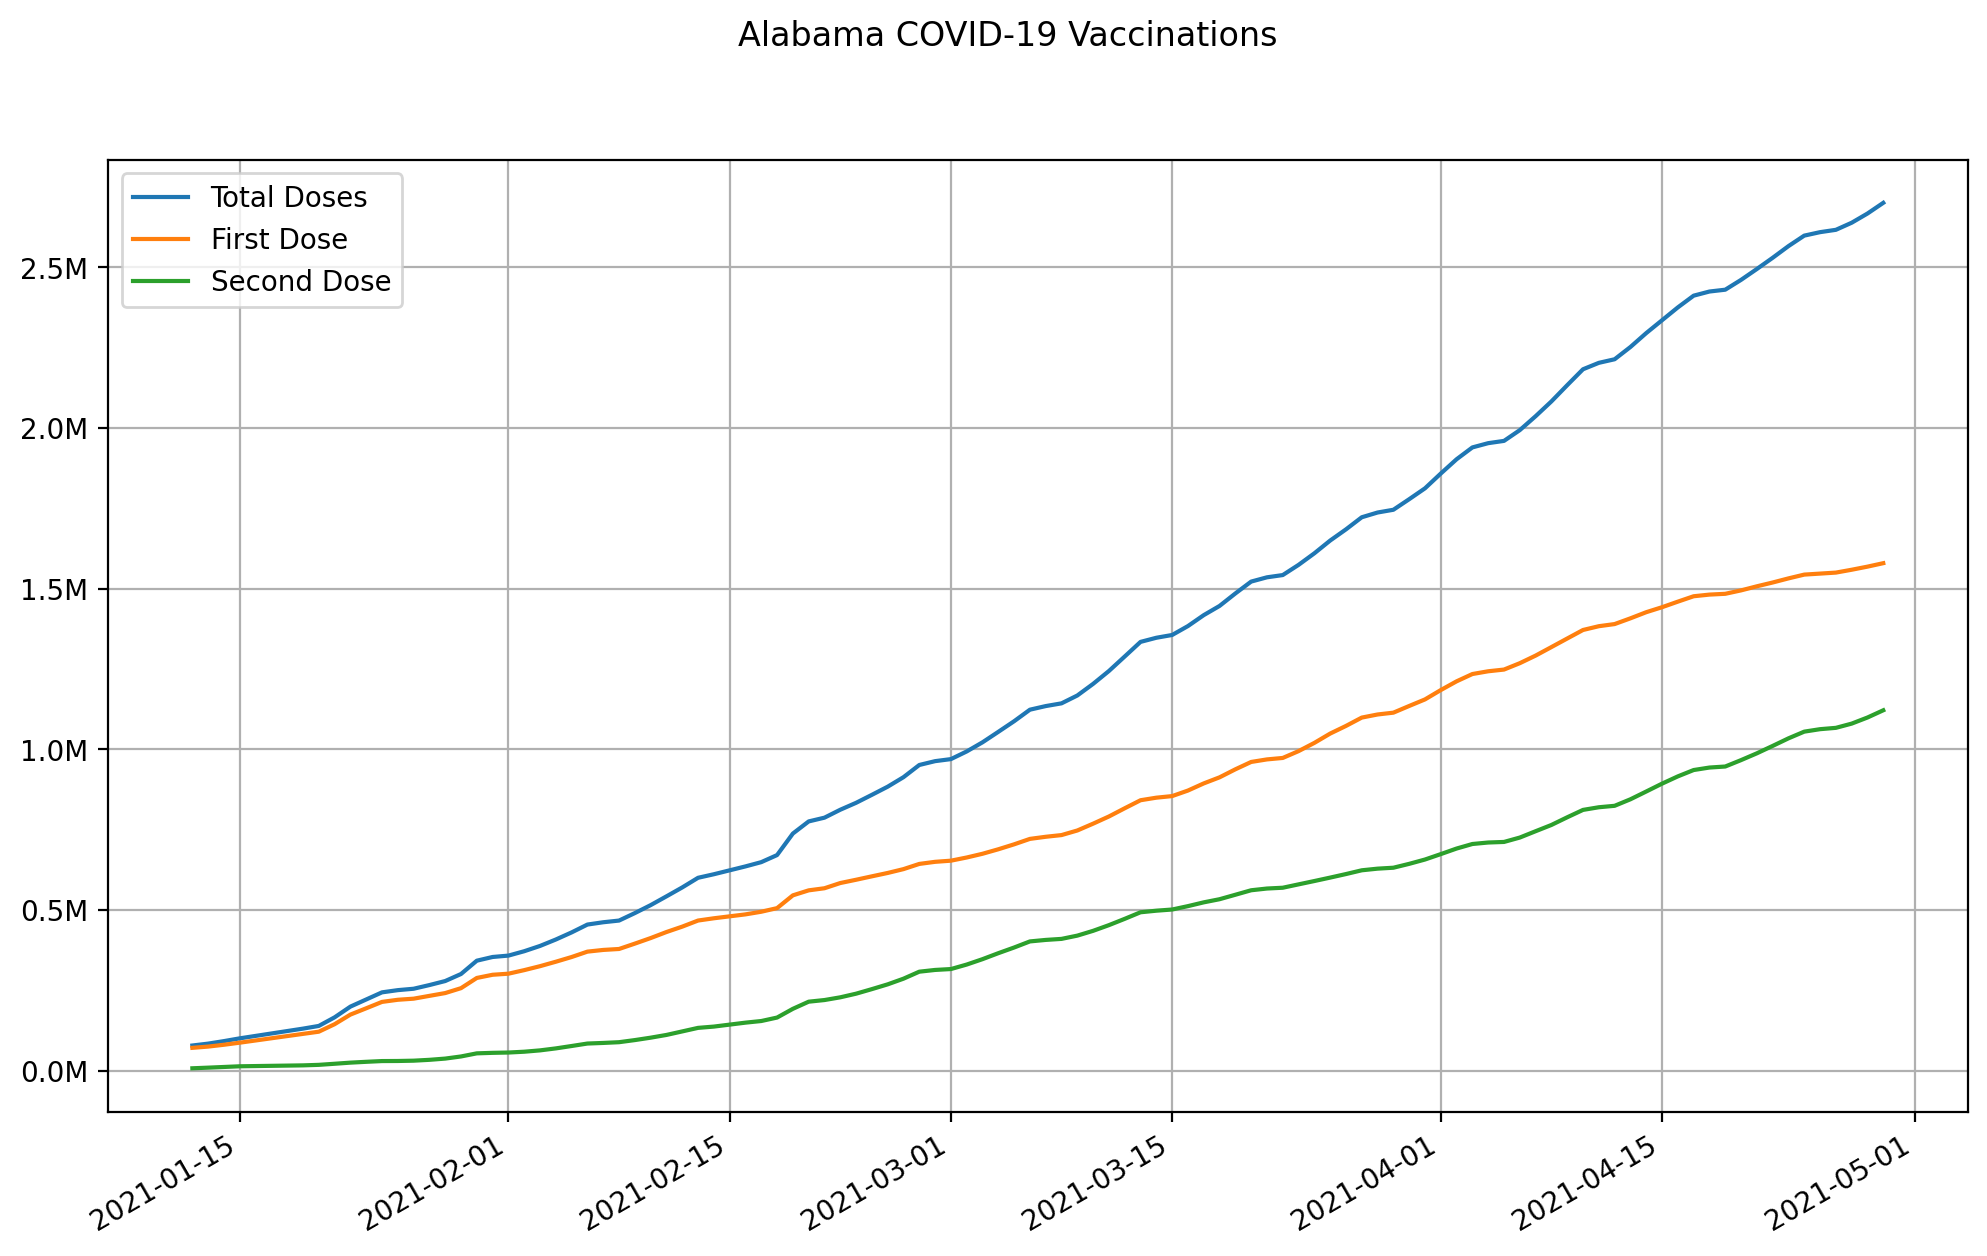 Alabama COVID-19 Vaccinations
Total Doses
First Dose
Second Dose
2.5M
2.0M
1.5M
1.0M
0.5M
0.0M
2021-01-15
2021-02-01
2021-02-15
2021-03-01
2021-03-15
2021-04-01
2021-04-15
2021-05-01